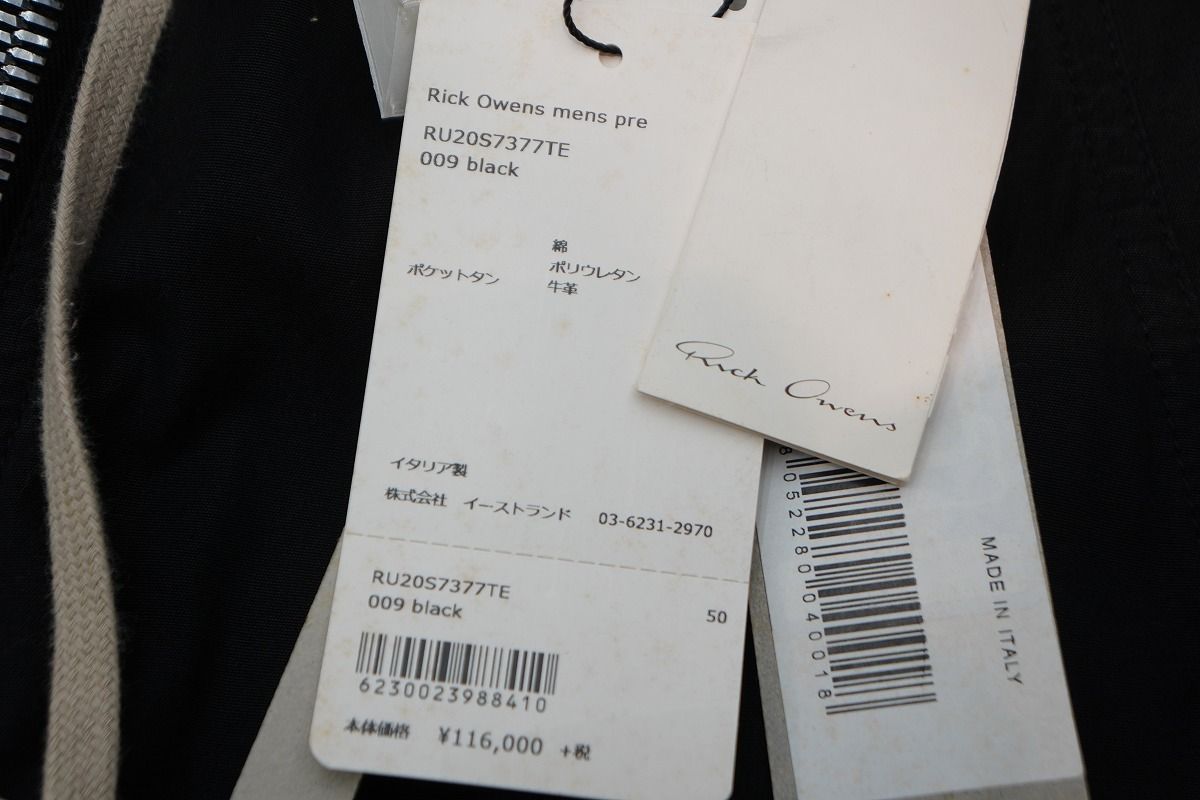 Rick Owens mens pre
RU20S7377TE
009 black
綿
ポケットタン ポリウレタン
牛革
イタリア製
株式会社 イーストランド 03-6231-2970
RU20S7377TE
009 black 50
6230023988410
本体価格 ¥116,000 +税
Rick Owens
8052280040018
MADE IN ITALY